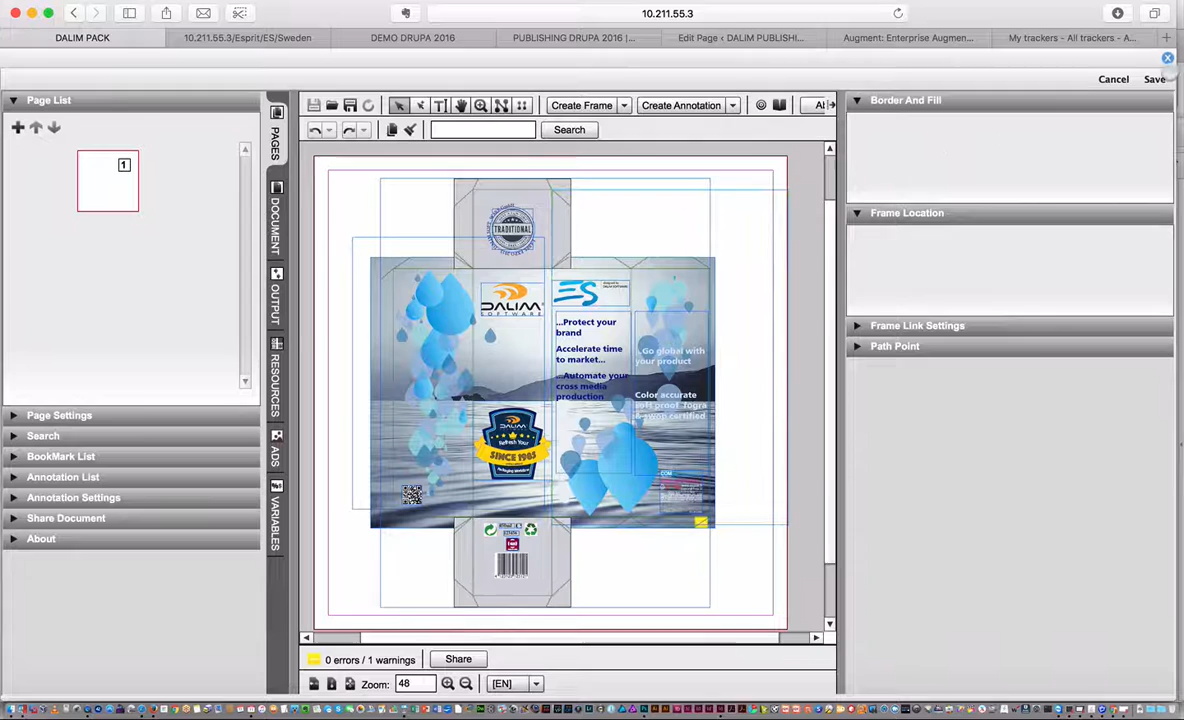 10.211.55.3
DALIM PACK
10.211.55.3/Esprit/ES/Sweden
DEMO DRUPA 2016
PUBLISHING DRUPA 2016 |...
Edit Page ‹ DALIM PUBLISHI...
Augment: Enterprise Augmen...
My trackers - All trackers - A...
Cancel
Save
Page List
1
Page Settings
Search
BookMark List
Annotation List
Annotation Settings
Share Document
About
PAGES
DOCUMENT
OUTPUT
RESOURCES
ADS
VARIABLES
Create Frame
Create Annotation
Search
TRADITIONAL
DALIM
SOFTWARE
ES
...Protect your
brand
Accelerate time
to market...
...Automate your
cross media
production
...Go global with
your product
Color accurate
DALIM
Refresh Your
SINCE 1985
0 errors / 1 warnings
Share
Zoom:
48
[EN]
Border And Fill
Frame Location
Frame Link Settings
Path Point